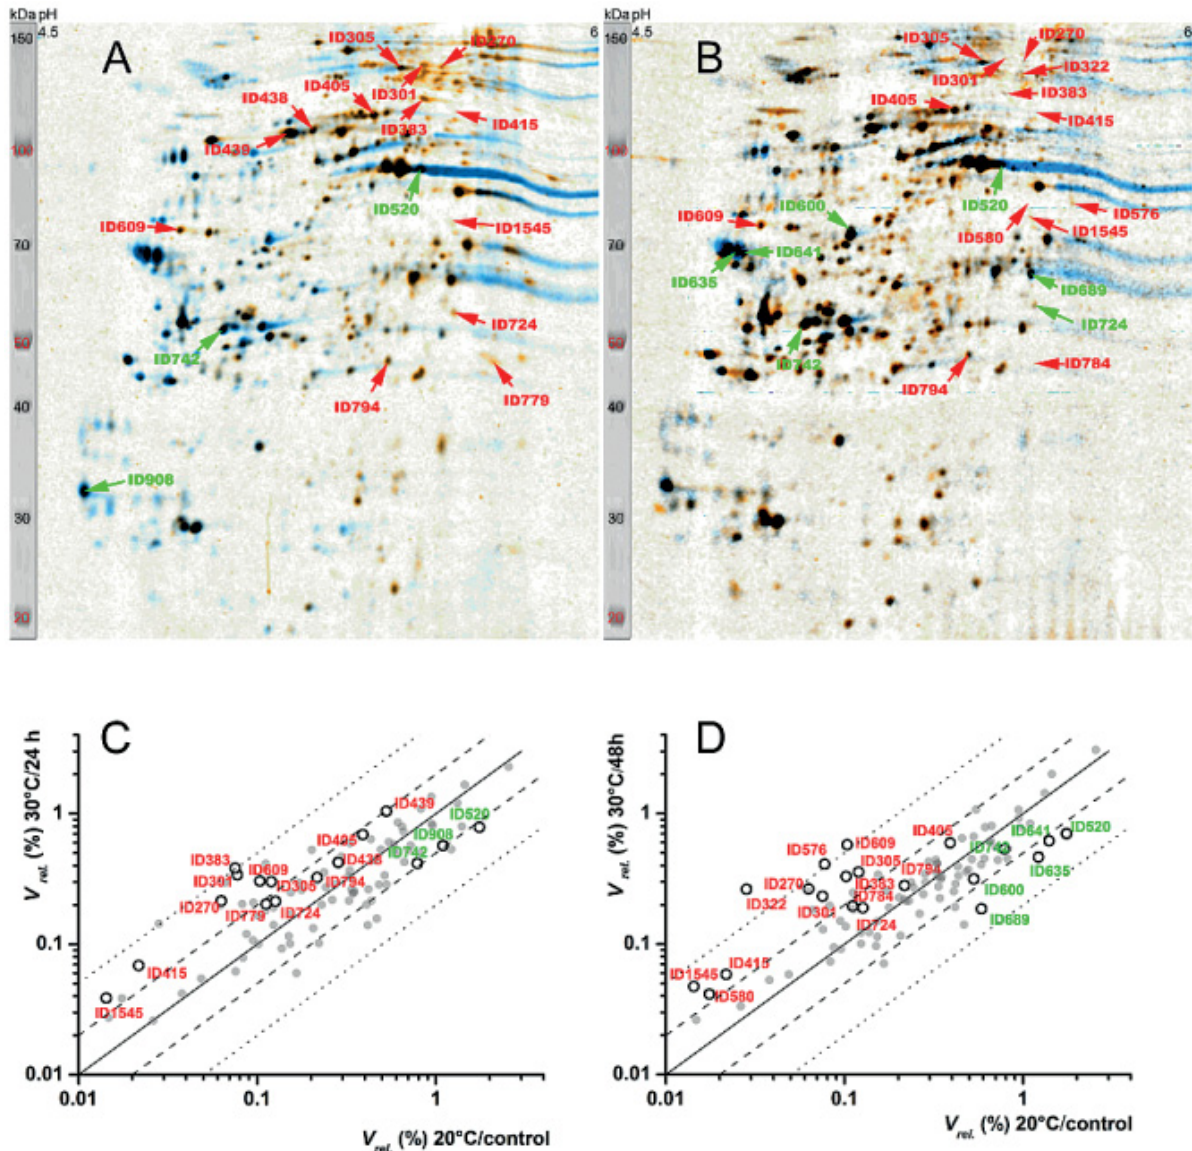 kDa pH
4.5
6
A
150
100
70
50
40
30
20
ID305
ID270
ID405
ID301
ID438
ID383
ID415
ID439
ID520
ID609
ID1545
ID724
ID742
ID794
ID779
ID908
kDa pH
4.5
6
B
150
100
70
50
40
30
20
ID305
ID270
ID301
ID322
ID383
ID405
ID415
ID600
ID520
ID609
ID576
ID580
ID1545
ID641
ID635
ID689
ID724
ID742
ID784
ID794
C
Vrel. (%) 30°C/24 h
1
0.1
0.01
0.01
0.1
1
Vrel. (%) 20°C/control
ID439
ID520
ID405
ID908
ID438
ID742
ID383
ID609
ID301
ID305
ID794
ID270
ID779
ID724
ID415
ID1545
D
Vrel. (%) 30°C/48h
1
0.1
0.01
0.01
0.1
1
Vrel. (%) 20°C/control
ID609
ID405
ID641
ID520
ID576
ID305
ID794
ID742
ID635
ID270
ID383
ID784
ID600
ID322
ID301
ID724
ID689
ID415
ID1545
ID580